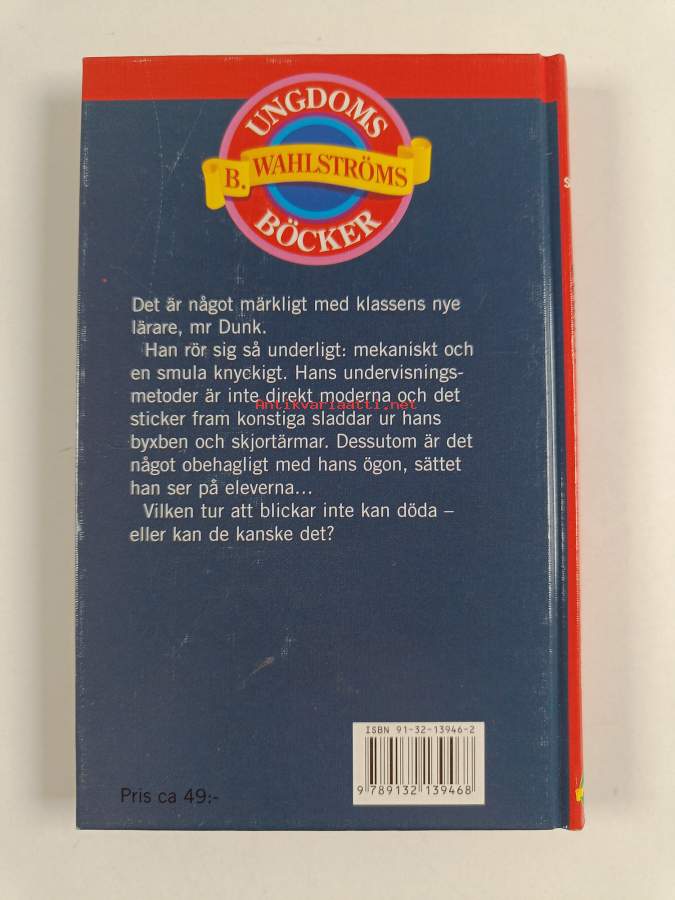 UNGDOMS
B. WAHLSTRÖMS
BÖCKER
Det är något märkligt med klassens nye
lärare, mr Dunk.
Han rör sig så underligt: mekaniskt och
en smula knyckigt. Hans undervisnings-
metoder är inte direkt moderna och det
Antikvariaatti.net
sticker fram konstiga sladdar ur hans
byxben och skjortärmar. Dessutom är det
något obehagligt med hans ögon, sättet
han ser på eleverna...
Vilken tur att blickar inte kan döda –
eller kan de kanske det?
ISBN 91-32-13946-2
9 789132 139468
Pris ca 49:-
S